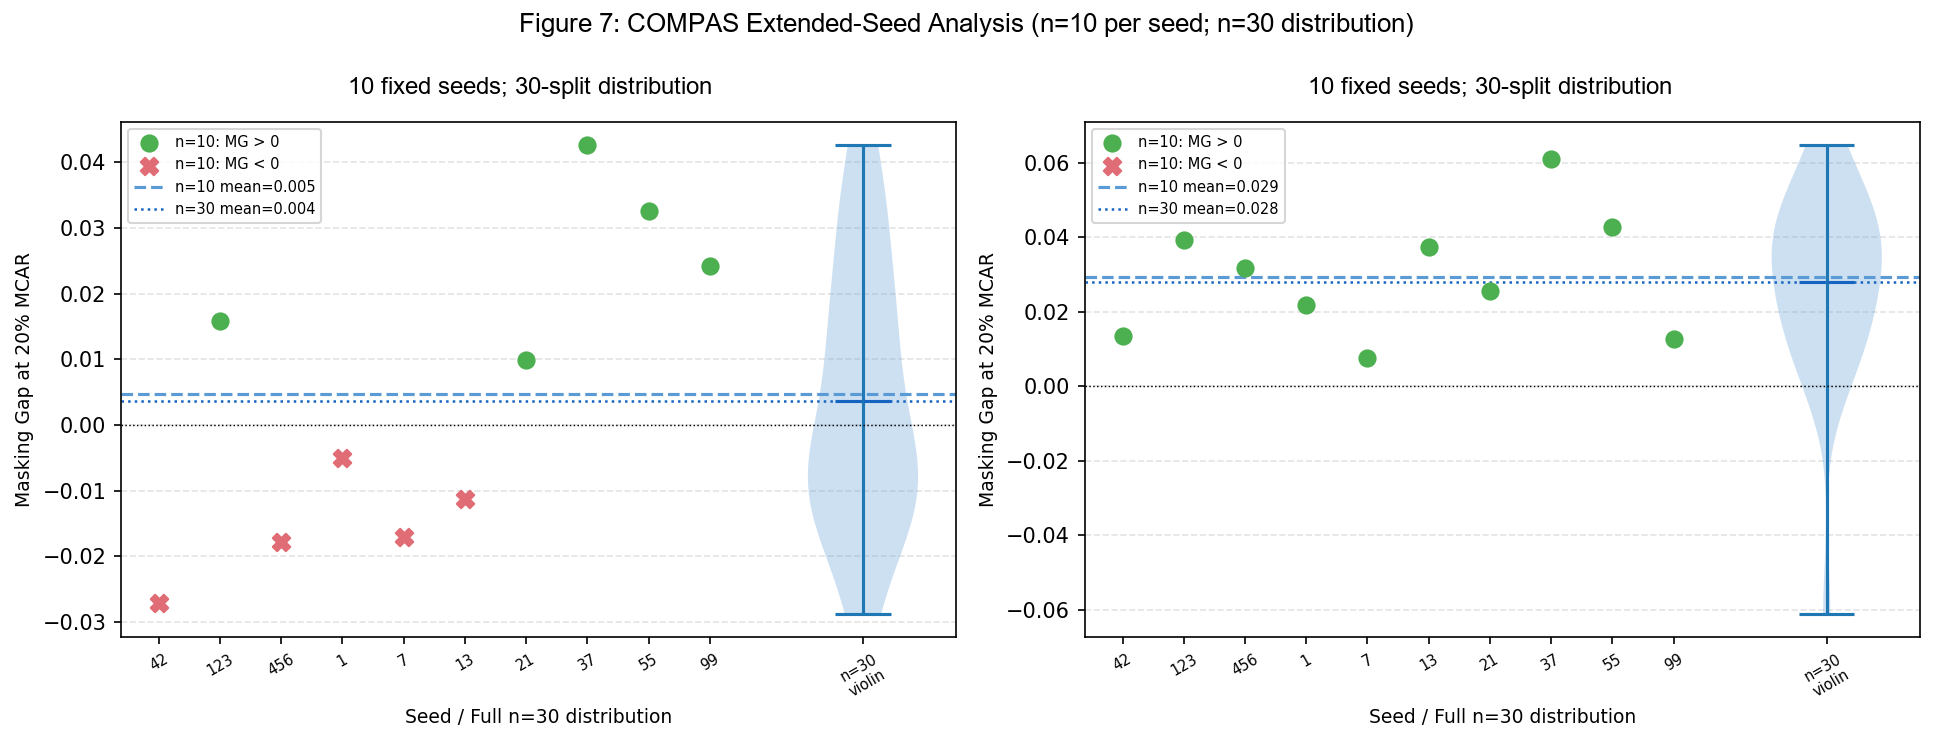 Figure 7: COMPAS Extended-Seed Analysis (n=10 per seed; n=30 distribution)
10 fixed seeds; 30-split distribution
n=10: MG > 0
n=10: MG < 0
n=10 mean=0.005
n=30 mean=0.004
Masking Gap at 20% MCAR
0.04
0.03
0.02
0.01
0.00
−0.01
−0.02
−0.03
42
123
456
1
7
13
21
37
55
99
n=30
violin
Seed / Full n=30 distribution
10 fixed seeds; 30-split distribution
n=10: MG > 0
n=10: MG < 0
n=10 mean=0.029
n=30 mean=0.028
Masking Gap at 20% MCAR
0.06
0.04
0.02
0.00
−0.02
−0.04
−0.06
42
123
456
1
7
13
21
37
55
99
n=30
violin
Seed / Full n=30 distribution